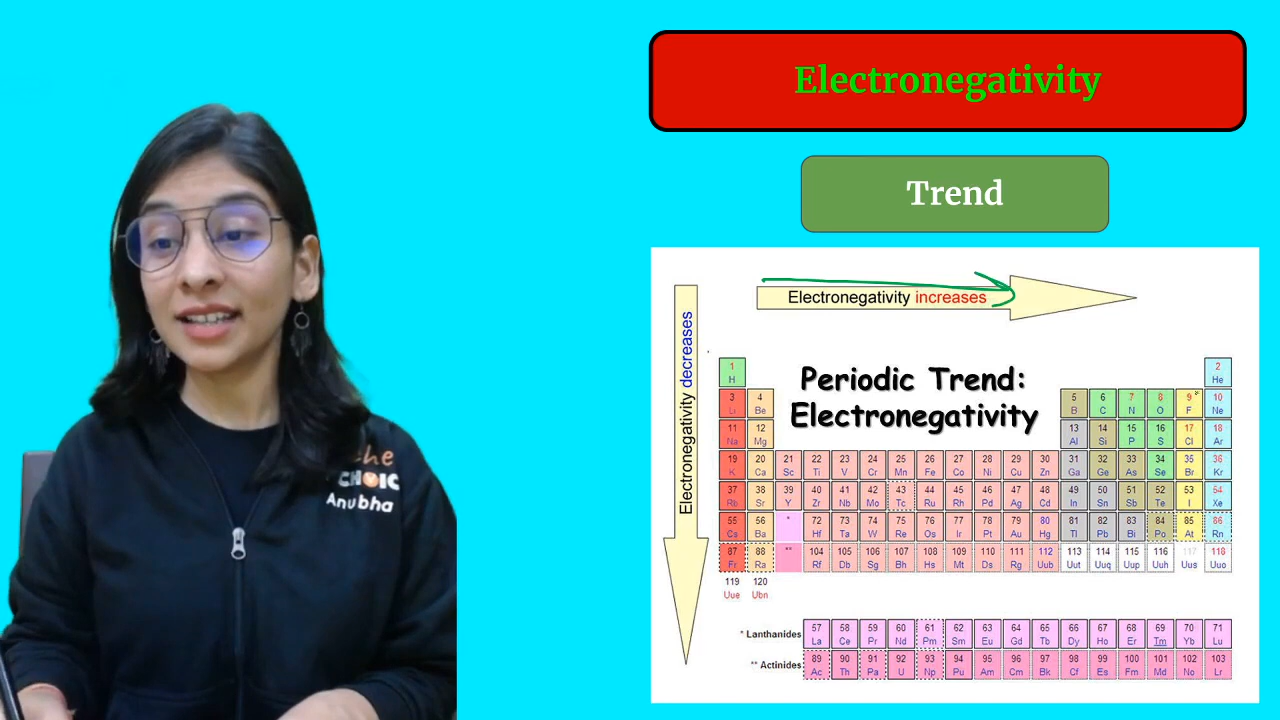 Electronegativity
Trend
Electronegativity increases
Electronegativity decreases
Periodic Trend:
Electronegativity
1 2
H He
3 4 5 6 7 8 9 10
Li Be B C N O F Ne
11 12 13 14 15 16 17 18
Na Mg Al Si P S Cl Ar
19 20 21 22 23 24 25 26 27 28 29 30 31 32 33 34 35 36
K Ca Sc Ti V Cr Mn Fe Co Ni Cu Zn Ga Ge As Se Br Kr
37 38 39 40 41 42 43 44 45 46 47 48 49 50 51 52 53 54
Rb Sr Y Zr Nb Mo Tc Ru Rh Pd Ag Cd In Sn Sb Te I Xe
55 56 * 72 73 74 75 76 77 78 79 80 81 82 83 84 85 86
Cs Ba Hf Ta W Re Os Ir Pt Au Hg Tl Pb Bi Po At Rn
87 88 ** 104 105 106 107 108 109 110 111 112 113 114 115 116 117 118
Fr Ra Rf Db Sg Bh Hs Mt Ds Rg Uub Uut Uuq Uup Uuh Uus Uuo
119 120
Uue Ubn
57 58 59 60 61 62 63 64 65 66 67 68 69 70 71
* Lanthanides La Ce Pr Nd Pm Sm Eu Gd Tb Dy Ho Er Tm Yb Lu
89 90 91 92 93 94 95 96 97 98 99 100 101 102 103
** Actinides Ac Th Pa U Np Pu Am Cm Bk Cf Es Fm Md No Lr
CHOIC
Anubha